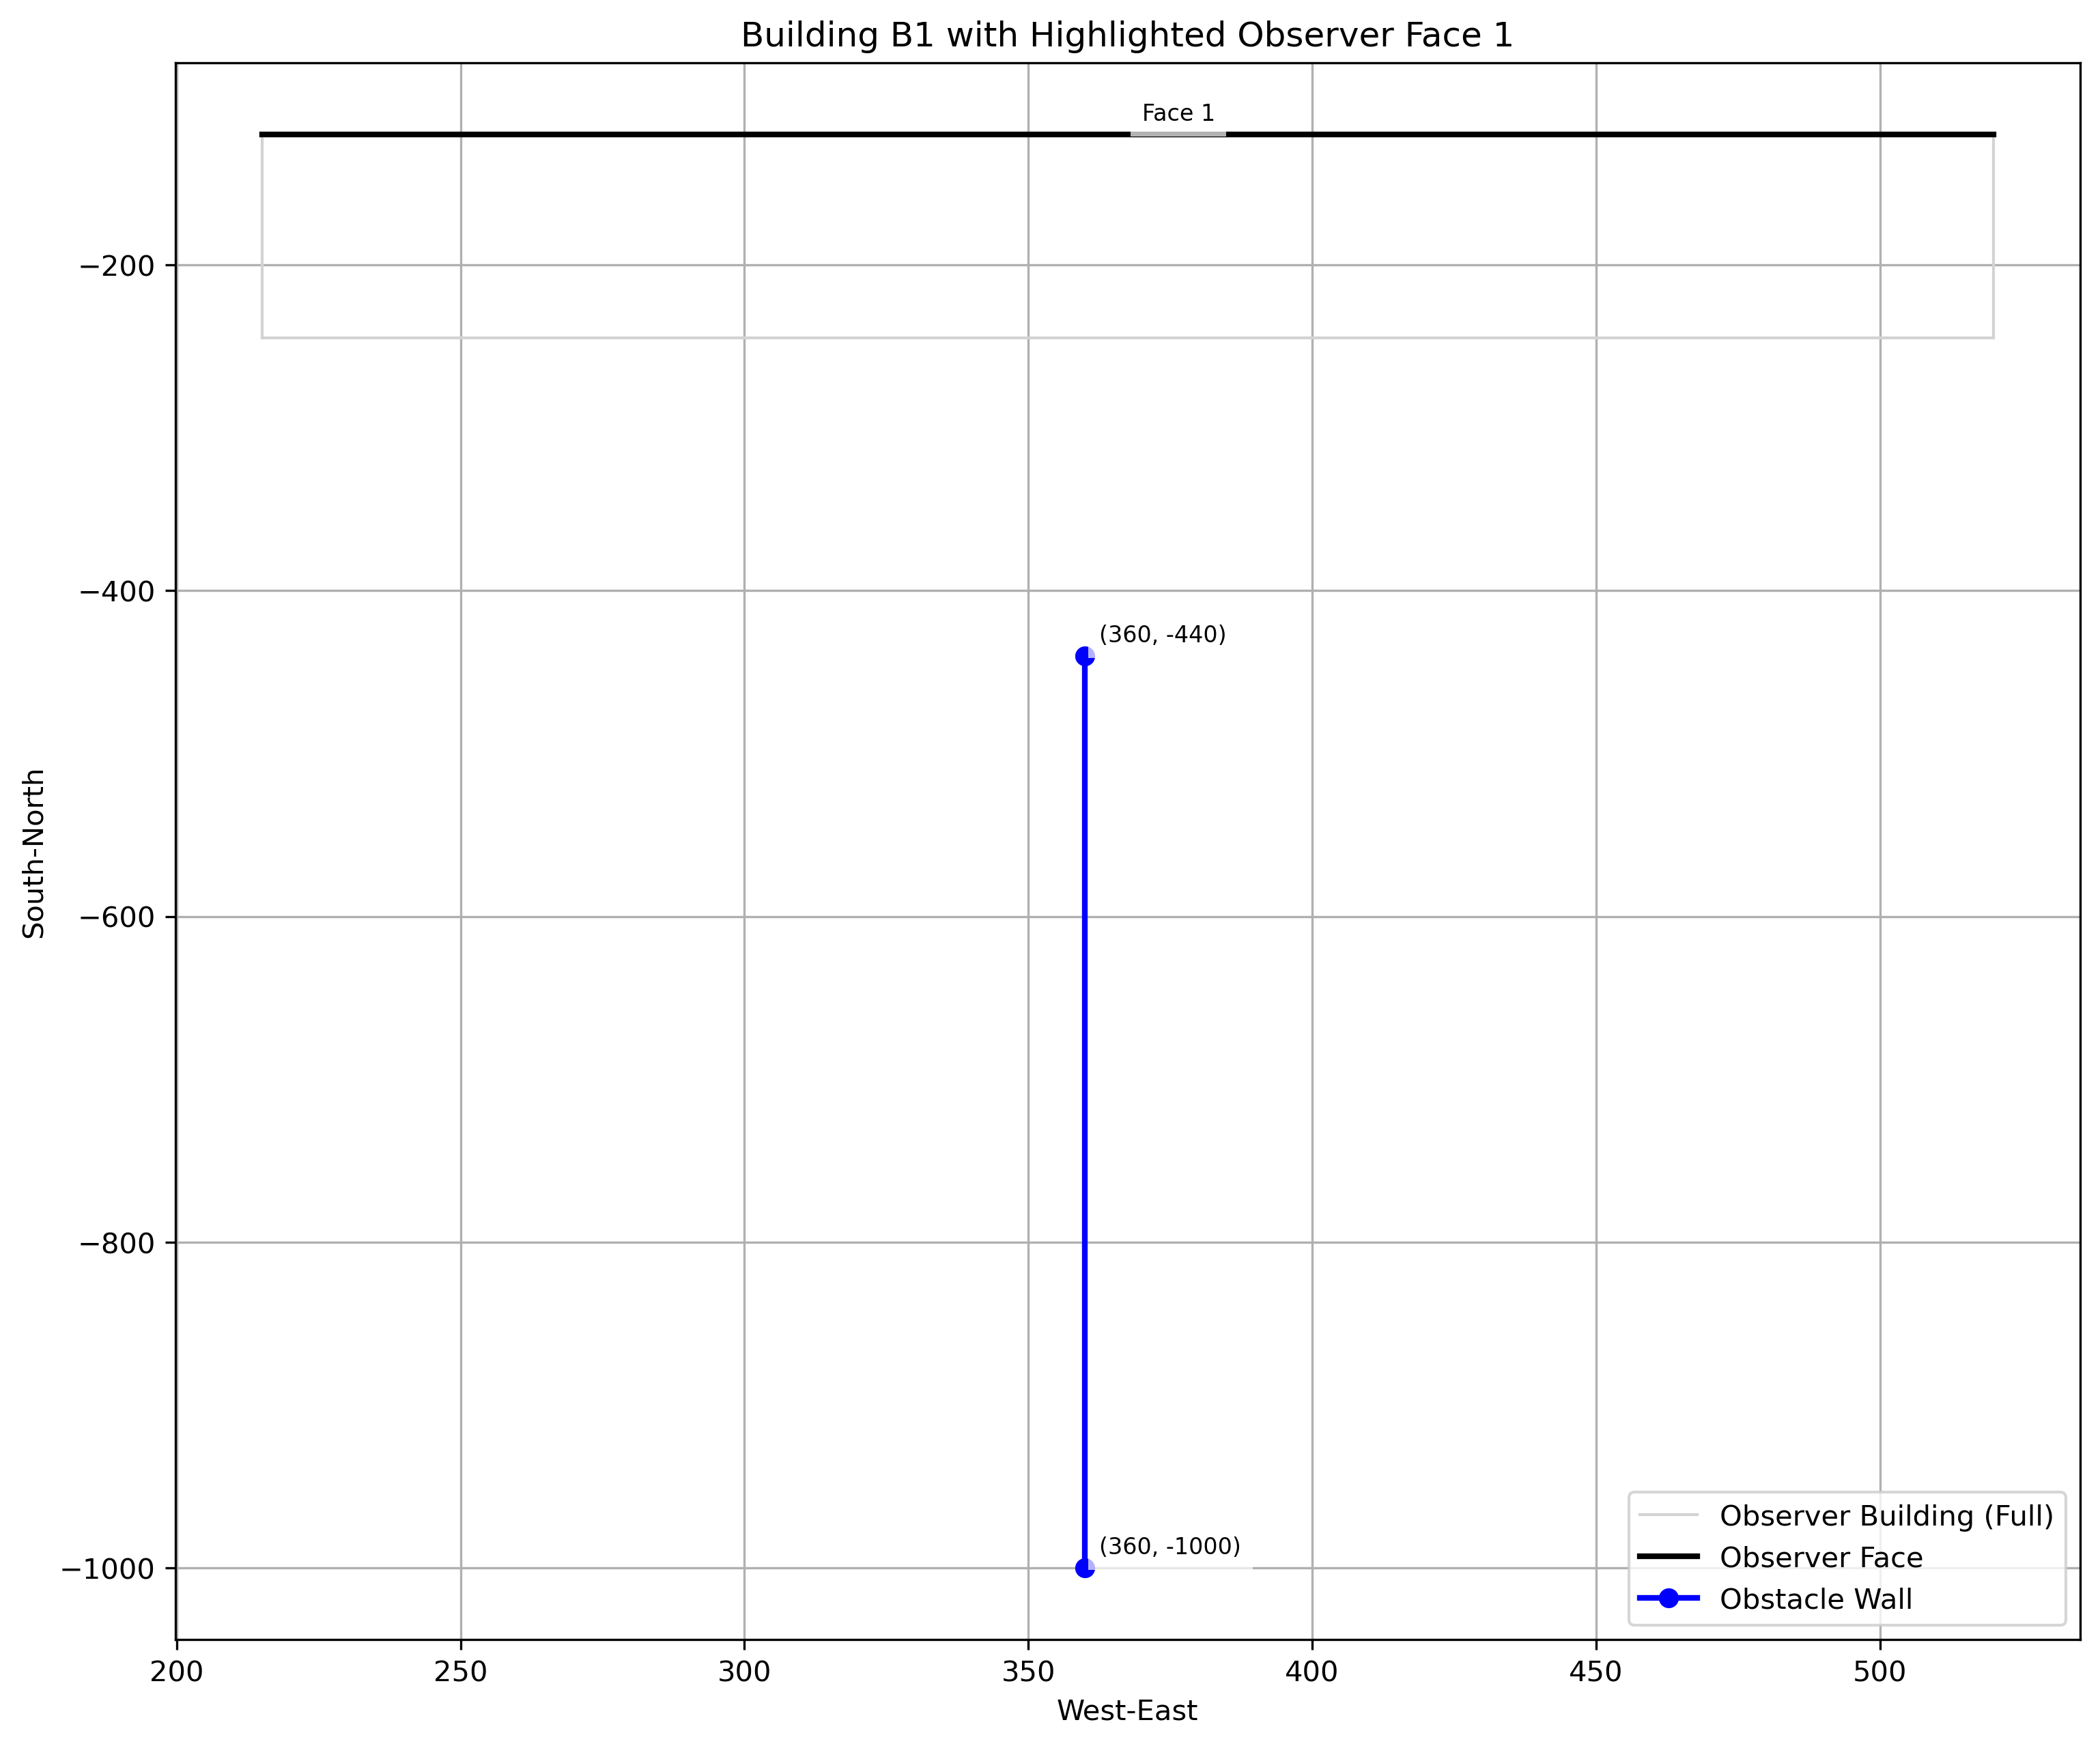 Building B1 with Highlighted Observer Face 1
Face 1
−200
−400
(360, -440)
−600
South-North
−800
(360, -1000)
−1000
Observer Building (Full)
Observer Face
Obstacle Wall
200 250 300 350 400 450 500
West-East